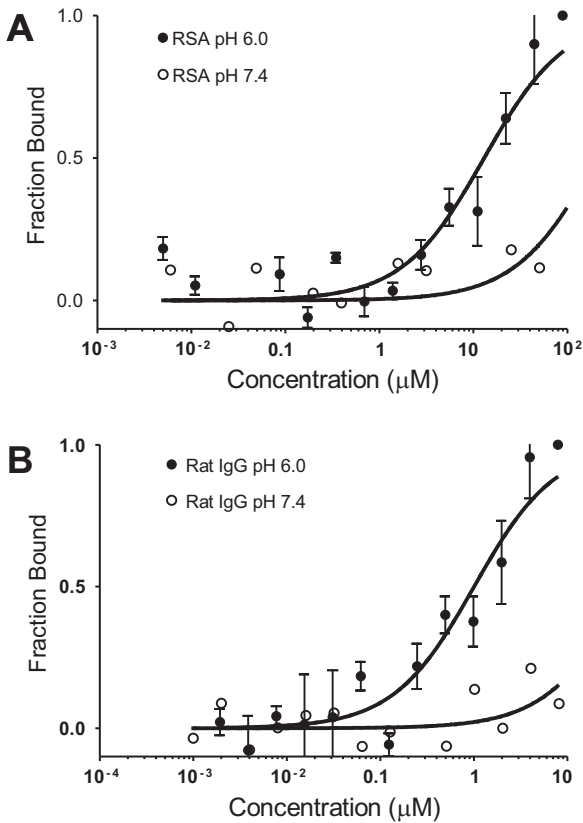 A
1.0
RSA pH 6.0
RSA pH 7.4
Fraction Bound
0.5
0.0
10-3 10-2 0.1 1 10 102
Concentration (μM)
B
1.0
Rat IgG pH 6.0
Rat IgG pH 7.4
Fraction Bound
0.5
0.0
10-4 10-3 10-2 0.1 1 10
Concentration (μM)